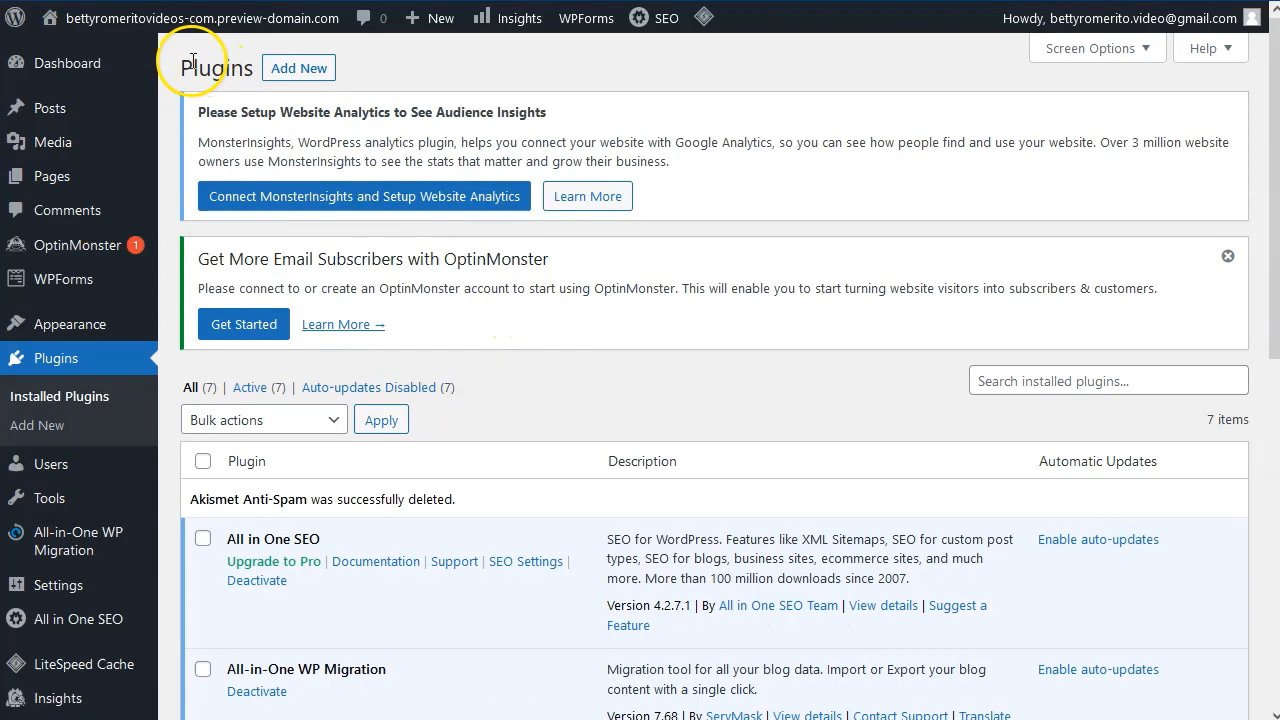 bettyromeritovideos-com.preview-domain.com 0 New Insights WPForms SEO Howdy, bettyromerito.video@gmail.com
Dashboard
Posts
Media
Pages
Comments
OptinMonster 1
WPForms
Appearance
Plugins
Installed Plugins
Add New
Users
Tools
All-in-One WP
Migration
Settings
All in One SEO
LiteSpeed Cache
Insights
Screen Options Help
Plugins Add New
Please Setup Website Analytics to See Audience Insights
MonsterInsights, WordPress analytics plugin, helps you connect your website with Google Analytics, so you can see how people find and use your website. Over 3 million website
owners use MonsterInsights to see the stats that matter and grow their business.
Connect MonsterInsights and Setup Website Analytics Learn More
Get More Email Subscribers with OptinMonster
Please connect to or create an OptinMonster account to start using OptinMonster. This will enable you to start turning website visitors into subscribers & customers.
Get Started Learn More →
All (7) | Active (7) | Auto-updates Disabled (7)
Search installed plugins...
Bulk actions Apply 7 items
Plugin Description Automatic Updates
Akismet Anti-Spam was successfully deleted.
All in One SEO
Upgrade to Pro | Documentation | Support | SEO Settings |
Deactivate
SEO for WordPress. Features like XML Sitemaps, SEO for custom post
types, SEO for blogs, business sites, ecommerce sites, and much
more. More than 100 million downloads since 2007.
Version 4.2.7.1 | By All in One SEO Team | View details | Suggest a
Feature
Enable auto-updates
All-in-One WP Migration
Deactivate
Migration tool for all your blog data. Import or Export your blog
content with a single click.
Version 7.68 | By ServMask | View details | Contact Support | Translate
Enable auto-updates